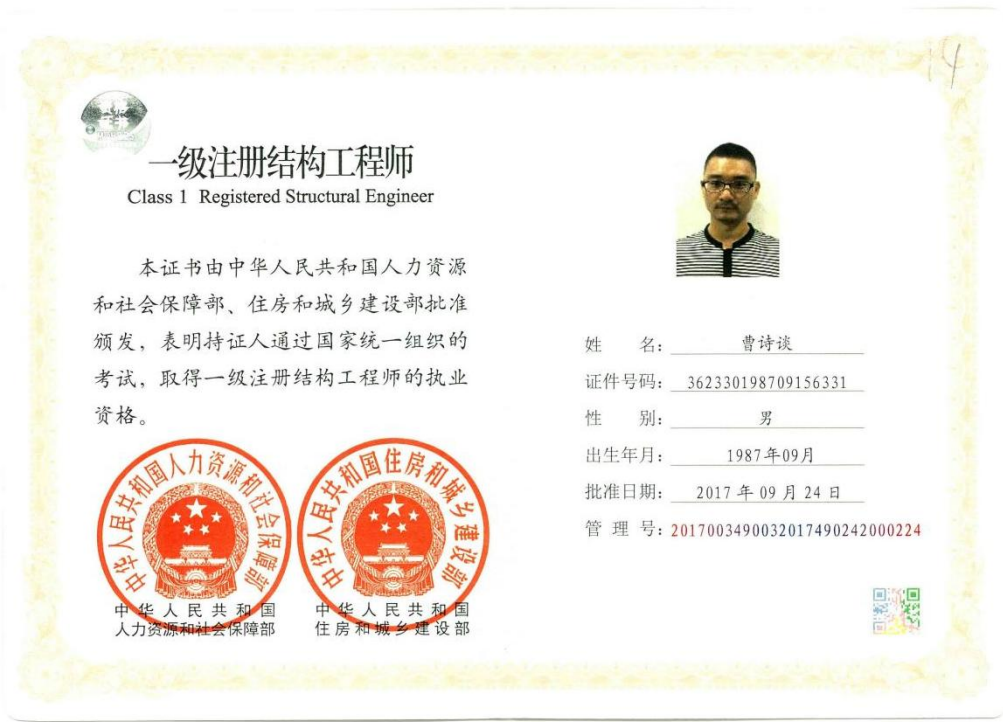 14
一级注册结构工程师
Class 1 Registered Structural Engineer
本证书由中华人民共和国人力资源
和社会保障部、住房和城乡建设部批准
颁发，表明持证人通过国家统一组织的
考试，取得一级注册结构工程师的执业
资格。
中华人民共和国人力资源和社会保障部
中华人民共和国住房和城乡建设部
中华人民共和国
人力资源和社会保障部
中华人民共和国
住房和城乡建设部
姓 名: 曹诗谈
证件号码: 362330198709156331
性 别: 男
出生年月: 1987年09月
批准日期: 2017 年 09 月 24 日
管 理 号: 2017003490032017490242000224